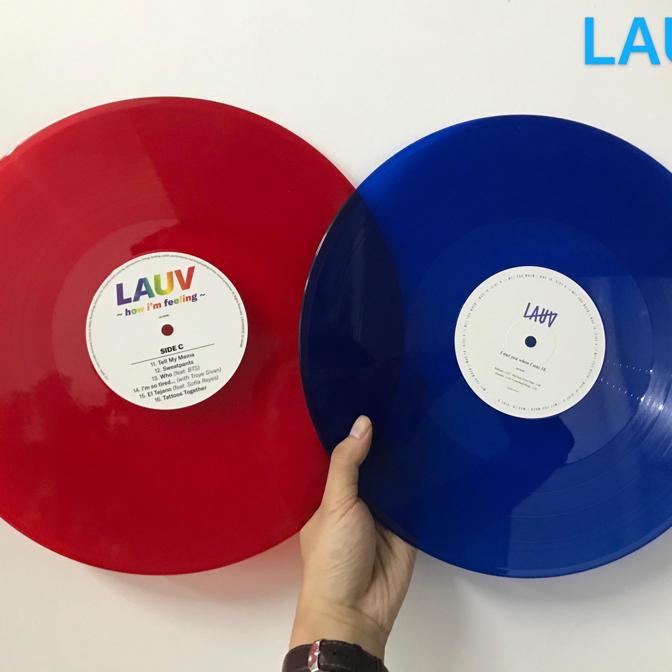 LAU
LAUV
~ how i'm feeling ~
SIDE C
11. Tell My Mama
12. Sweatpants
13. Who (feat. BTS)
14. I'm so tired... (with Troye Sivan)
15. El Tejano (feat. Sofia Reyes)
16. Tattoos Together
LAUV
I met you when I was 18.